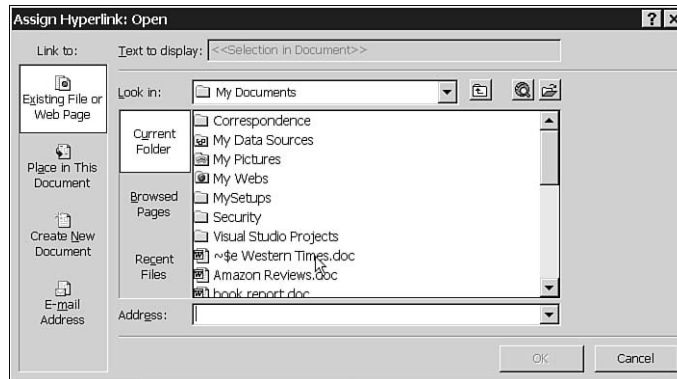 Assign Hyperlink: Open
Link to:
Text to display: <<Selection in Document>>
Existing File or
Web Page
Place in This
Document
Create New
Document
E-mail
Address
Look in: My Documents
Current
Folder
Browsed
Pages
Recent
Files
Correspondence
My Data Sources
My Pictures
My Webs
MySetups
Security
Visual Studio Projects
~$e Western Times.doc
Amazon Reviews.doc
book report.doc
Address:
OK
Cancel